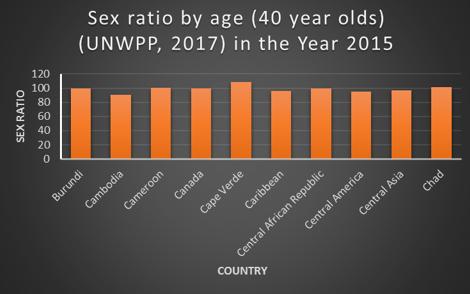 Sex ratio by age (40 year olds)
(UNWPP, 2017) in the Year 2015
SEX RATIO
120
100
80
60
40
20
0
Burundi
Cambodia
Cameroon
Canada
Cape Verde
Caribbean
Central African Republic
Central America
Central Asia
Chad
COUNTRY